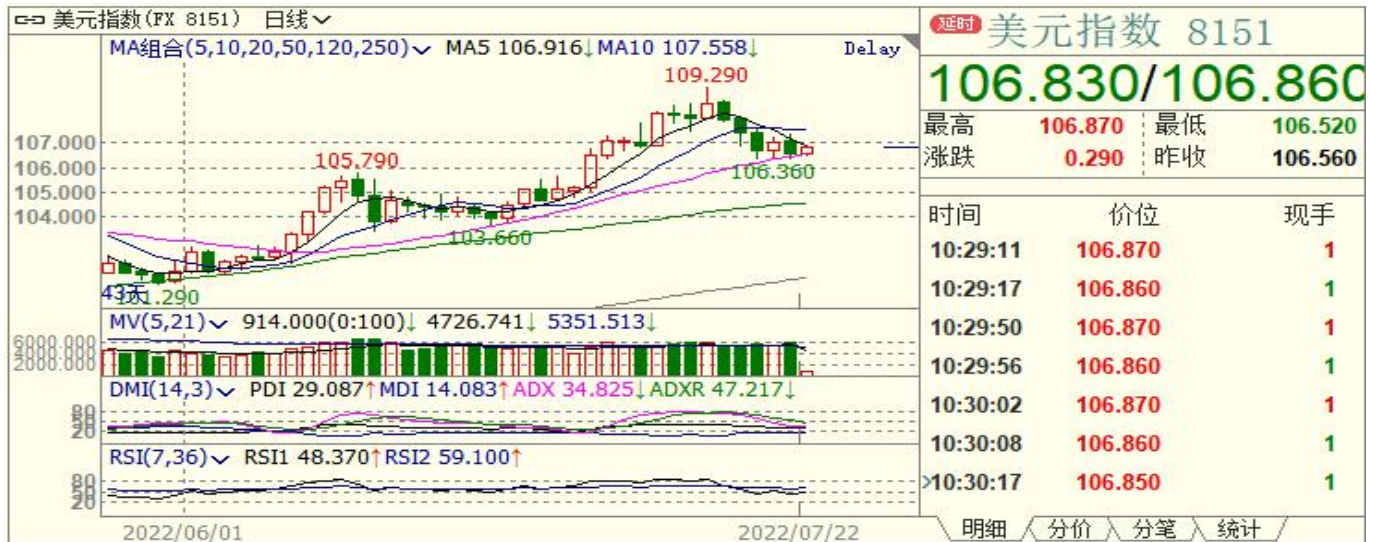 美元指数(FX 8151) 日线
MA组合(5,10,20,50,120,250) MA5 106.916↓ MA10 107.558↓ Delay
109.290
107.000
106.000
105.000
104.000
105.790
106.360
103.660
43天
101.290
MV(5,21) 914.000(0:100)↓ 4726.741↓ 5351.513↓
6000.000
4000.000
2000.000
DMI(14,3) PDI 29.087↑ MDI 14.083↑ ADX 34.825↓ ADXR 47.217↓
80
50
20
RSI(7,36) RSI1 48.370↑ RSI2 59.100↑
80
50
20
2022/06/01 2022/07/22
延时 美元指数 8151
106.830/106.860
最高 106.870 最低 106.520
涨跌 0.290 昨收 106.560
时间 价位 现手
10:29:11 106.870 1
10:29:17 106.860 1
10:29:50 106.870 1
10:29:56 106.860 1
10:30:02 106.870 1
10:30:08 106.860 1
>10:30:17 106.850 1
明细 分价 分笔 统计